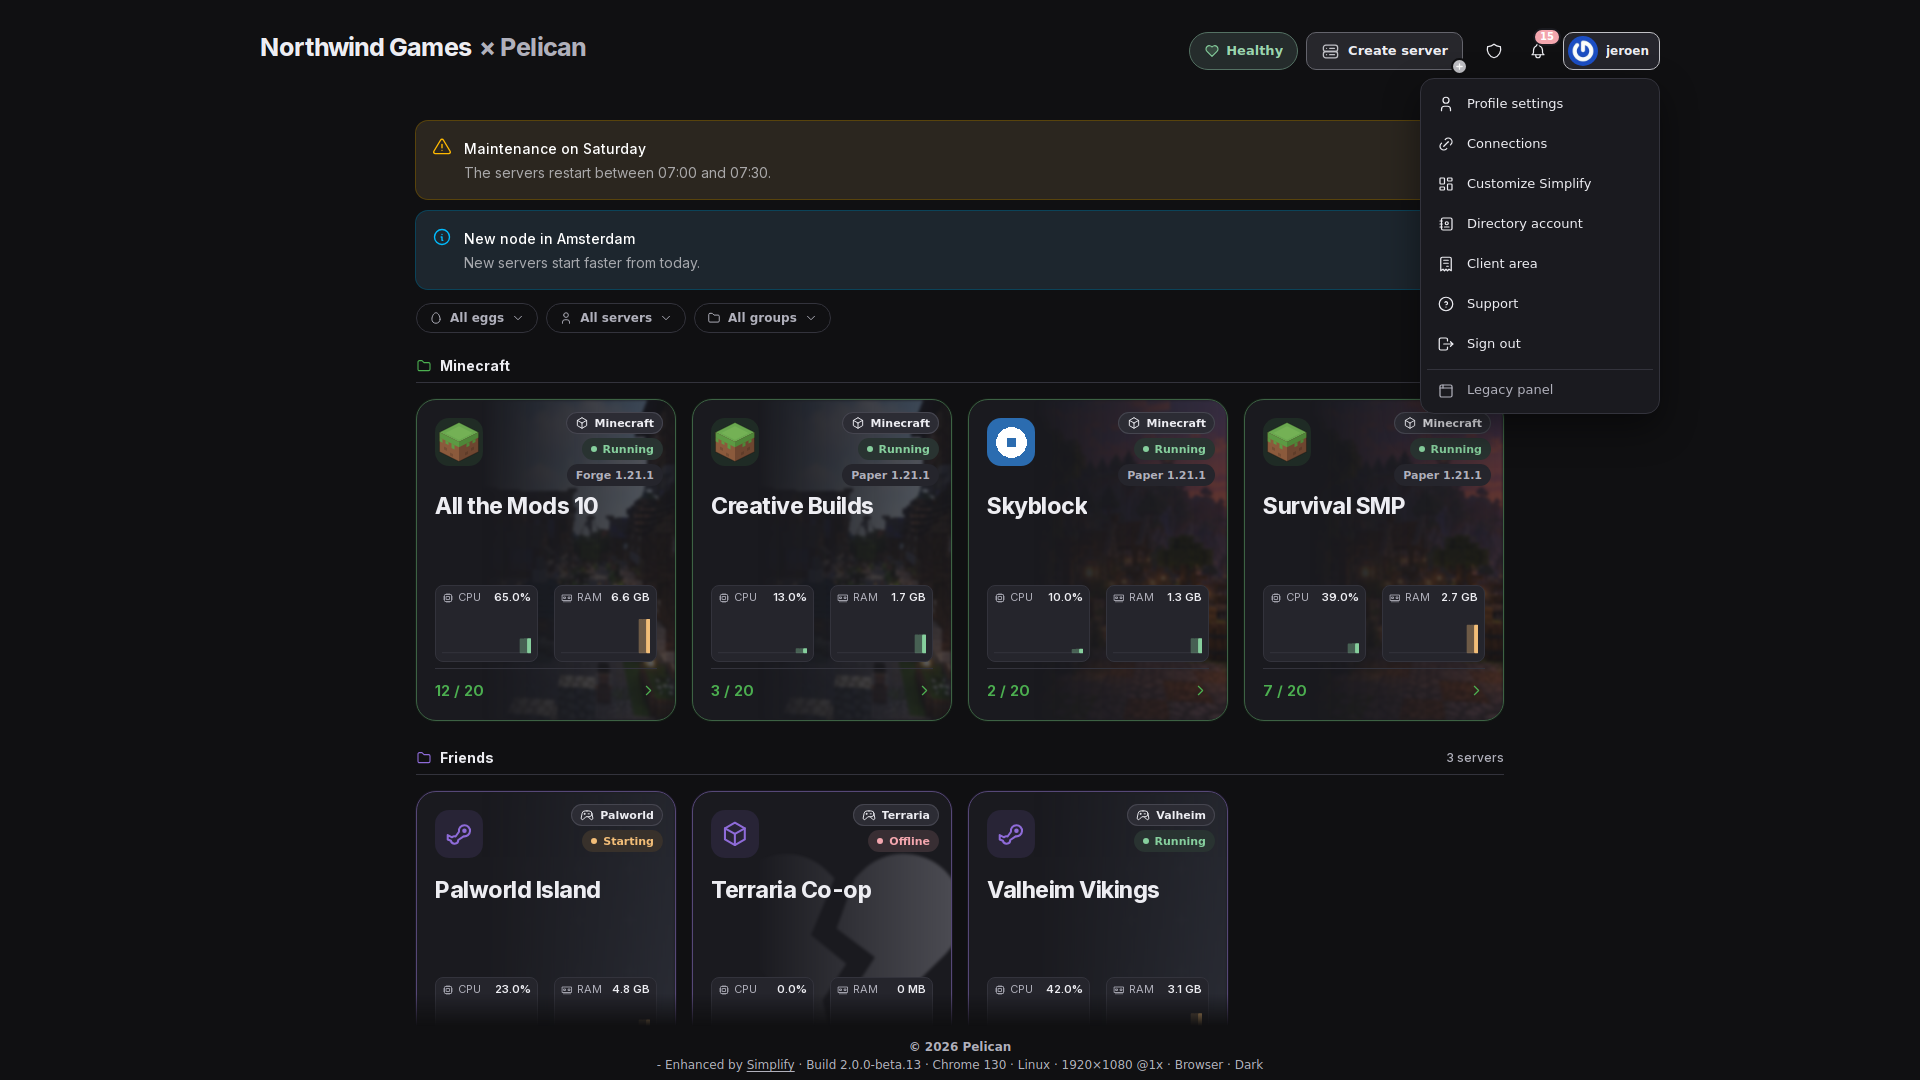 Northwind Games × Pelican
Healthy
Create server
15
jeroen
Profile settings
Connections
Customize Simplify
Directory account
Client area
Support
Sign out
Legacy panel
Maintenance on Saturday
The servers restart between 07:00 and 07:30.
New node in Amsterdam
New servers start faster from today.
All eggs
All servers
All groups
Minecraft
Minecraft
Running
Forge 1.21.1
All the Mods 10
CPU 65.0%
RAM 6.6 GB
12 / 20
Minecraft
Running
Paper 1.21.1
Creative Builds
CPU 13.0%
RAM 1.7 GB
3 / 20
Minecraft
Running
Paper 1.21.1
Skyblock
CPU 10.0%
RAM 1.3 GB
2 / 20
Minecraft
Running
Paper 1.21.1
Survival SMP
CPU 39.0%
RAM 2.7 GB
7 / 20
Friends
3 servers
Palworld
Starting
Palworld Island
CPU 23.0%
RAM 4.8 GB
Terraria
Offline
Terraria Co-op
CPU 0.0%
RAM 0 MB
Valheim
Running
Valheim Vikings
CPU 42.0%
RAM 3.1 GB
© 2026 Pelican
- Enhanced by Simplify · Build 2.0.0-beta.13 · Chrome 130 · Linux · 1920×1080 @1x · Browser · Dark